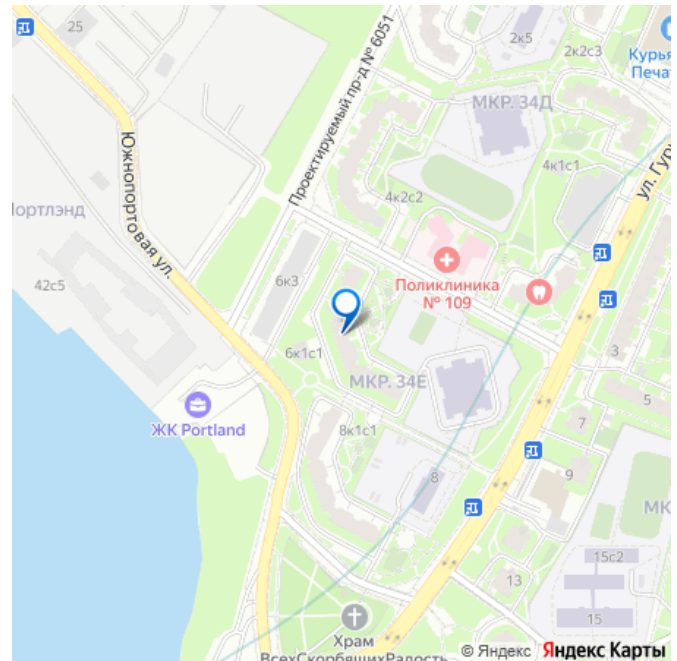 25
2к5
2к2с3
Курья
Печат
МКР. 34Д
Проектируемый пр-д № 6051
Южнопортовая ул.
4к1с1
ул. Гур
4к2с2
Портлэнд
6к3
Поликлиника
№ 109
42с5
6к1с1
3
МКР. 34Е
5
ЖК Portland
8к1с1
7
8
9
МК
15с2
13
15
Храм
ВсехСкорбящихРадость
© Яндекс Яндекс Карты